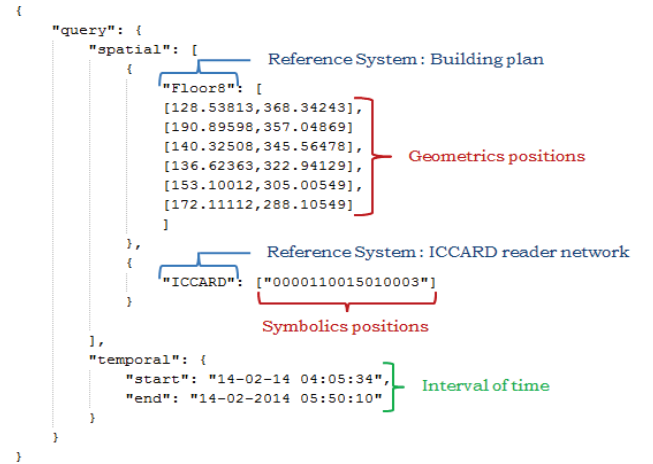 {
"query": {
"spatial": [
{
Reference System : Building plan
"Floor8": [
[128.53813,368.34243],
[190.89598,357.04869]
[140.32508,345.56478],
[136.62363,322.94129],
[153.10012,305.00549],
[172.11112,288.10549]
]
Geometrics positions
},
{
Reference System : ICCARD reader network
"ICCARD": ["0000110015010003"]
}
Symbolics positions
],
"temporal": {
"start": "14-02-14 04:05:34",
"end": "14-02-2014 05:50:10"
Interval of time
}
}
}